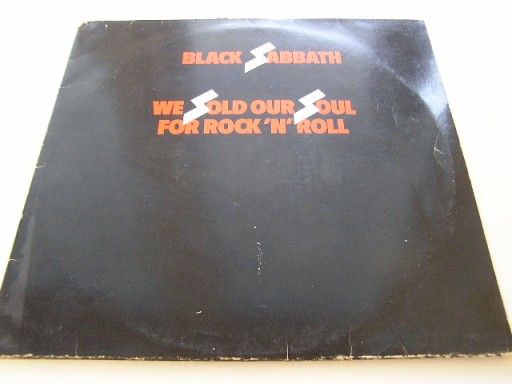 BLACK SABBATH
WE SOLD OUR SOUL
FOR ROCK 'N' ROLL